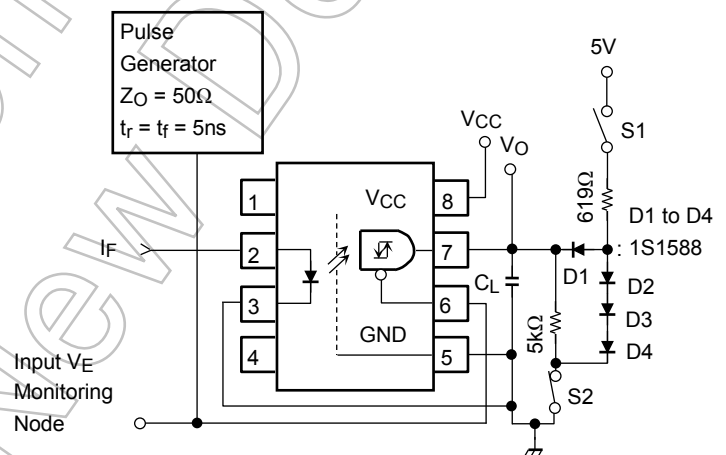 Pulse
Generator
ZO = 50Ω
tr = tf = 5ns
5V
S1
VCC
VO
619Ω
D1 to D4
: 1S1588
1
VCC
8
IF
2
7
D1
D2
CL
3
6
5kΩ
D3
GND
4
5
D4
Input VE
Monitoring
Node
S2